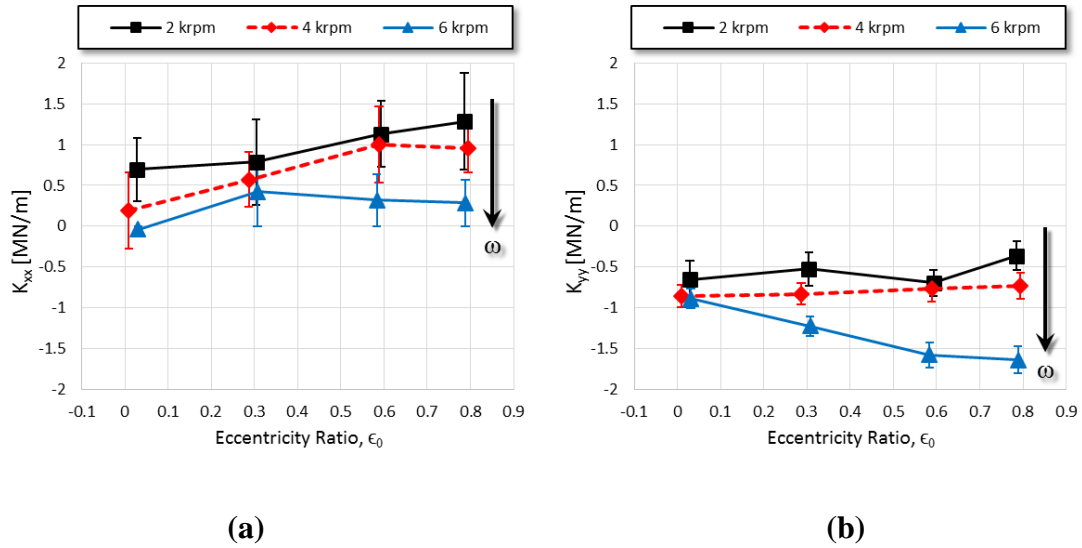 2 krpm 4 krpm 6 krpm
2
1.5
1
0.5
0
-0.5
-1
-1.5
-2
Kxx [MN/m]
-0.1 0 0.1 0.2 0.3 0.4 0.5 0.6 0.7 0.8 0.9
Eccentricity Ratio, ϵ0
ω
(a)
2 krpm 4 krpm 6 krpm
2
1.5
1
0.5
0
-0.5
-1
-1.5
-2
Kyy [MN/m]
-0.1 0 0.1 0.2 0.3 0.4 0.5 0.6 0.7 0.8 0.9
Eccentricity Ratio, ϵ0
ω
(b)